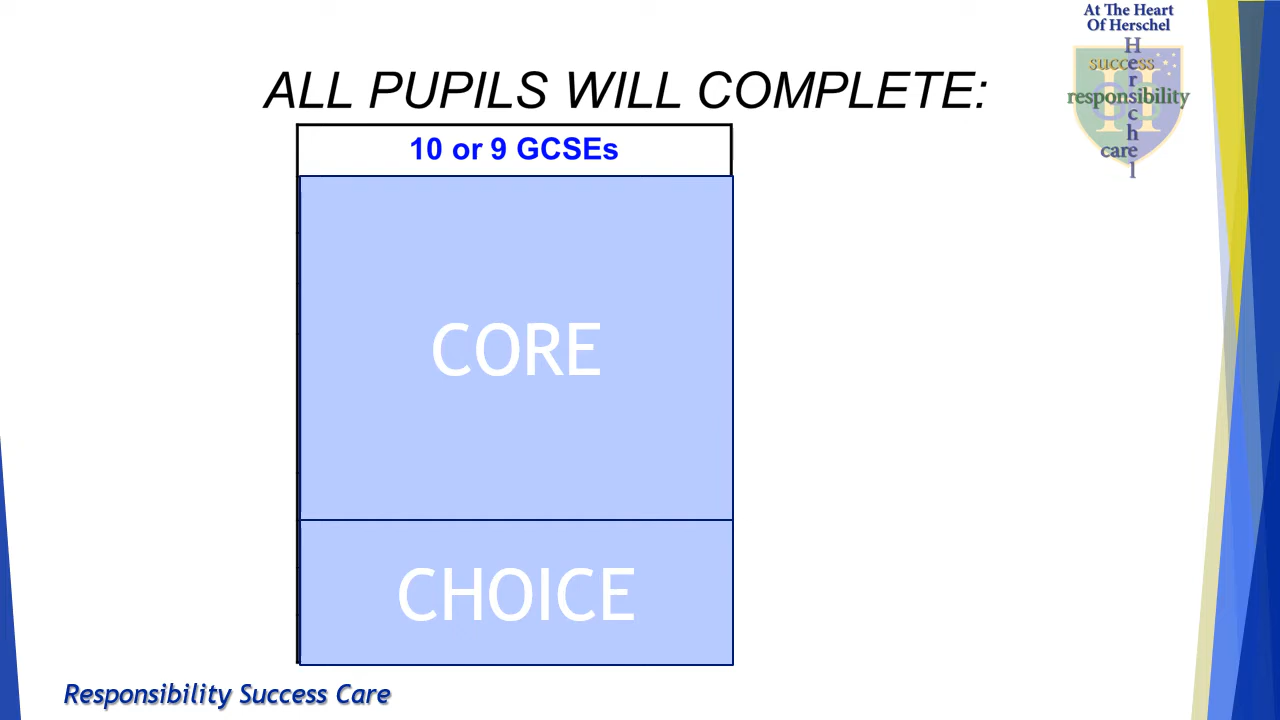 At The Heart
Of Herschel
Herschel
success
responsibility
care
ALL PUPILS WILL COMPLETE:
10 or 9 GCSEs
CORE
CHOICE
Responsibility Success Care